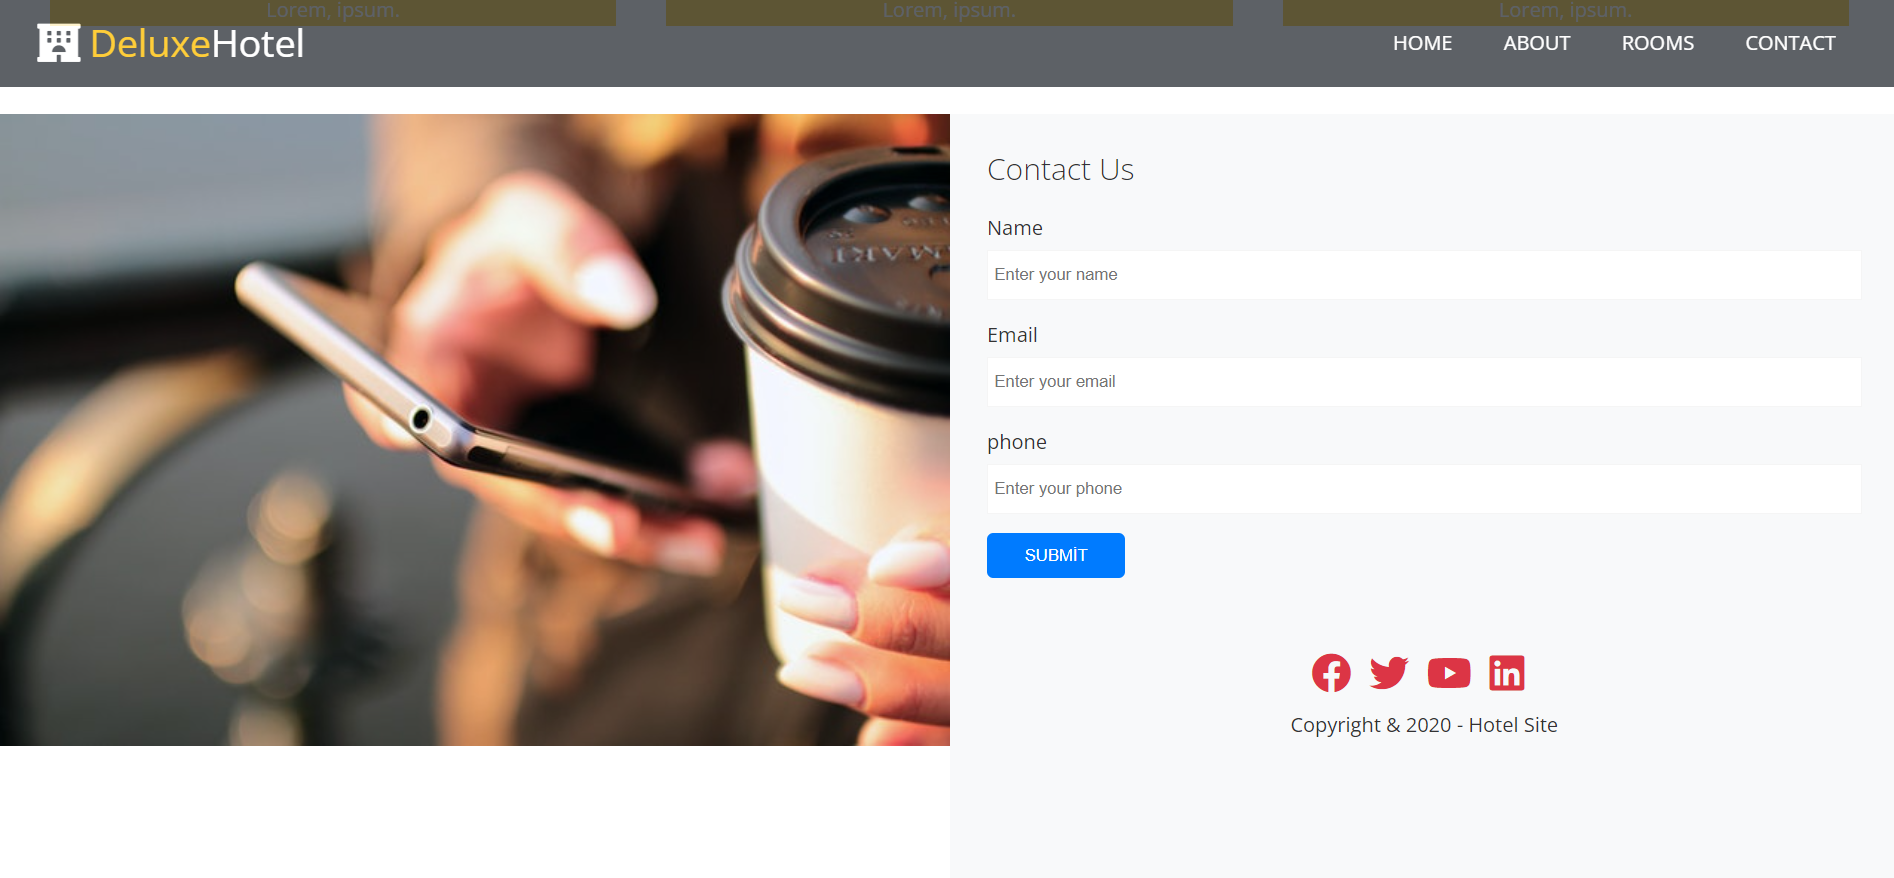 Lorem, ipsum. Lorem, ipsum. Lorem, ipsum.
DeluxeHotel HOME ABOUT ROOMS CONTACT
Contact Us
Name
Enter your name
Email
Enter your email
phone
Enter your phone
SUBMİT
Copyright & 2020 - Hotel Site